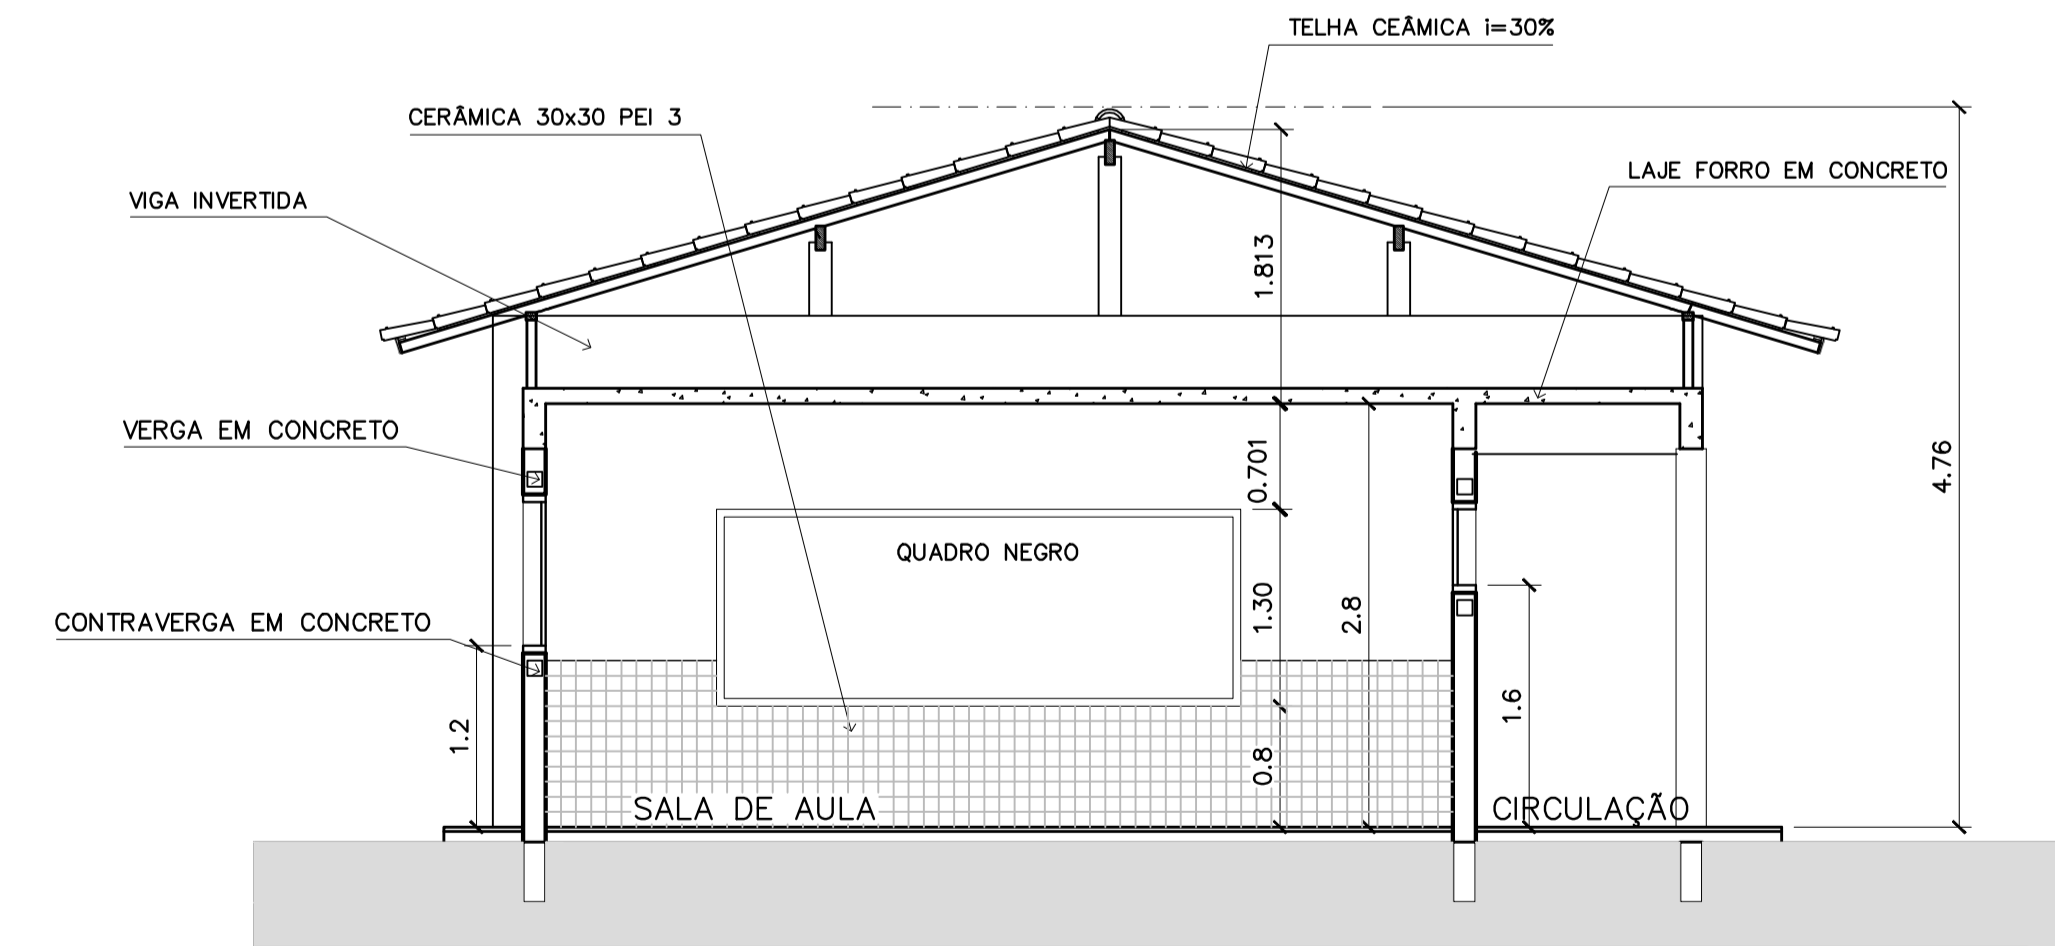 TELHA CEÂMICA i=30%
CERÂMICA 30x30 PEI 3
LAJE FORRO EM CONCRETO
VIGA INVERTIDA
1.813
VERGA EM CONCRETO
0.701
4.76
QUADRO NEGRO
1.30
2.8
CONTRAVERGA EM CONCRETO
1.6
1.2
0.8
SALA DE AULA
CIRCULAÇÃO